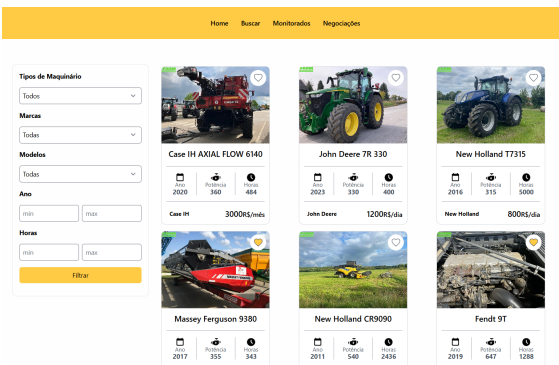 Home Buscar Monitorados Negociações
Tipos de Maquinário
Todos
Marcas
Todas
Modelos
Todas
Ano
min max
Horas
min max
Filtrar
Case IH AXIAL FLOW 6140
Ano Potência Horas
2020 360 484
Case IH 3000R$/mês
John Deere 7R 330
Ano Potência Horas
2023 330 400
John Deere 1200R$/dia
New Holland T7315
Ano Potência Horas
2016 315 5000
New Holland 800R$/dia
Massey Ferguson 9380
Ano Potência Horas
2017 355 343
New Holland CR9090
Ano Potência Horas
2011 540 2436
Fendt 9T
Ano Potência Horas
2019 647 1288